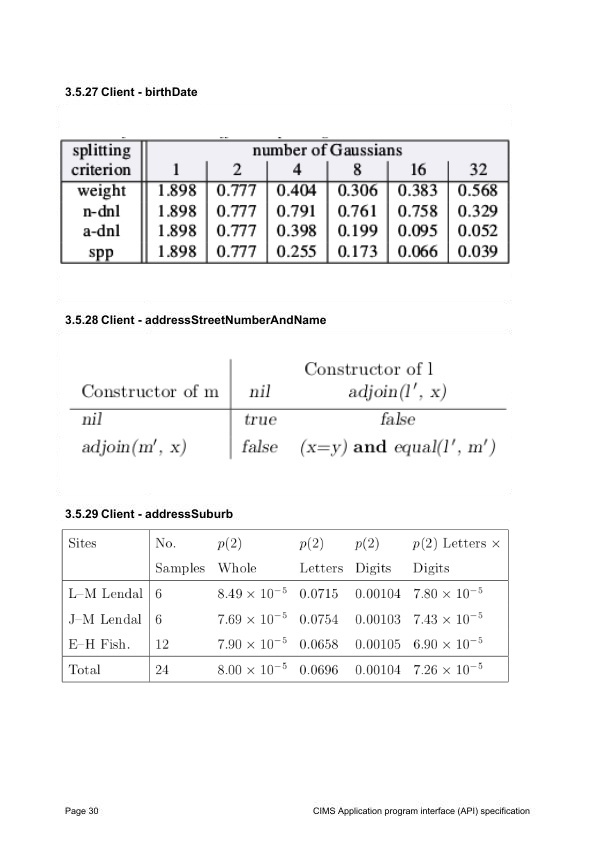 3.5.27 Client - birthDate
splitting number of Gaussians
criterion 1 2 4 8 16 32
weight 1.898 0.777 0.404 0.306 0.383 0.568
n-dnl 1.898 0.777 0.791 0.761 0.758 0.329
a-dnl 1.898 0.777 0.398 0.199 0.095 0.052
spp 1.898 0.777 0.255 0.173 0.066 0.039
3.5.28 Client - addressStreetNumberAndName
Constructor of l
Constructor of m nil adjoin(l′, x)
nil true false
adjoin(m′, x) false (x=y) and equal(l′, m′)
3.5.29 Client - addressSuburb
Sites No. p(2) p(2) p(2) p(2) Letters ×
Samples Whole Letters Digits Digits
L–M Lendal 6 8.49 × 10⁻⁵ 0.0715 0.00104 7.80 × 10⁻⁵
J–M Lendal 6 7.69 × 10⁻⁵ 0.0754 0.00103 7.43 × 10⁻⁵
E–H Fish. 12 7.90 × 10⁻⁵ 0.0658 0.00105 6.90 × 10⁻⁵
Total 24 8.00 × 10⁻⁵ 0.0696 0.00104 7.26 × 10⁻⁵
Page 30 CIMS Application program interface (API) specification